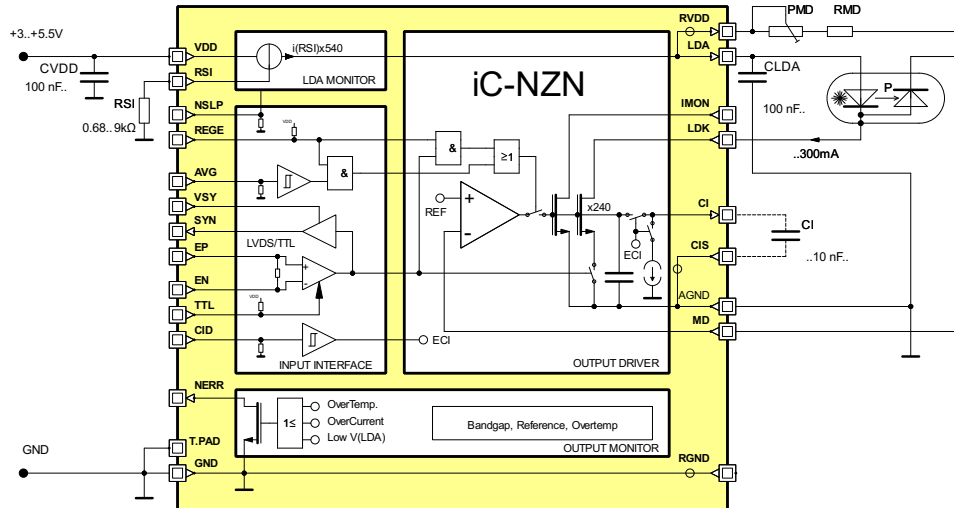 +3..+5.5V
CVDD
100 nF..
RSI
0.68..9kΩ
GND
VDD
RSI
NSLP
REGE
AVG
VSY
SYN
EP
EN
TTL
CID
NERR
T.PAD
GND
i(RSI)x540
LDA MONITOR
VDD
&
LVDS/TTL
+
-
VDD
INPUT INTERFACE
ECI
iC-NZN
&
≥1
REF
+
-
x240
ECI
OUTPUT DRIVER
1≤
OverTemp.
OverCurrent
Low V(LDA)
Bandgap, Reference, Overtemp
OUTPUT MONITOR
RVDD
LDA
IMON
LDK
CI
CIS
AGND
MD
RGND
PMD
RMD
CLDA
100 nF..
P
..300mA
CI
..10 nF..